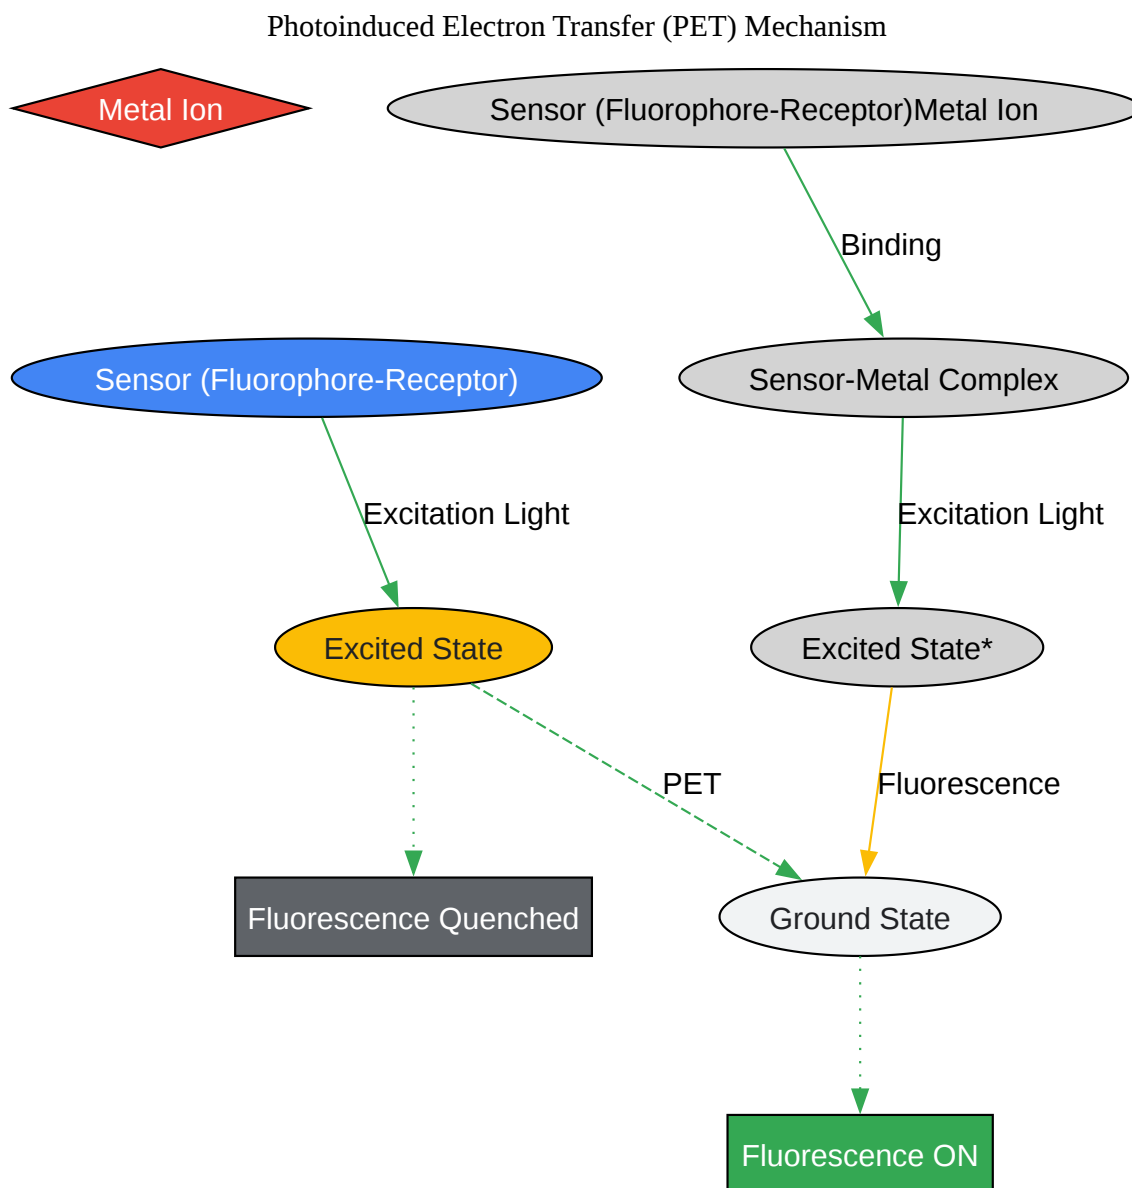 Photoinduced Electron Transfer (PET) Mechanism
Metal Ion
Sensor (Fluorophore-Receptor)Metal Ion
Binding
Sensor (Fluorophore-Receptor)
Sensor-Metal Complex
Excitation Light
Excitation Light
Excited State
Excited State*
PET
Fluorescence
Fluorescence Quenched
Ground State
Fluorescence ON